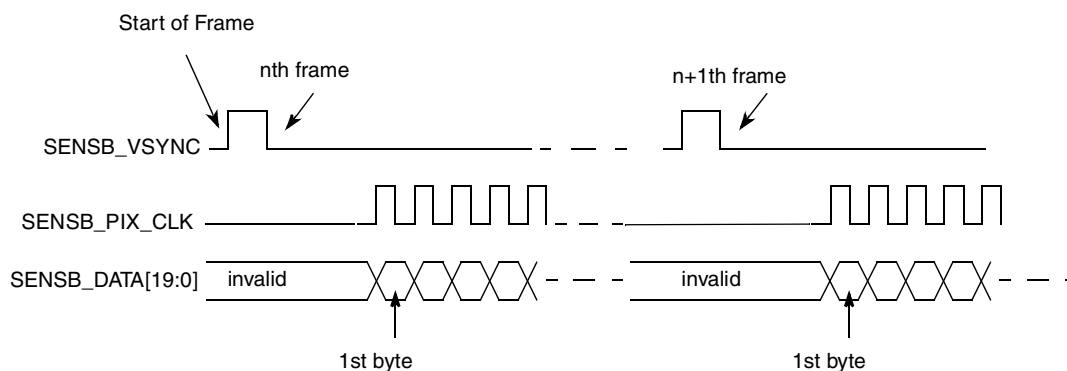 Start of Frame
nth frame
n+1th frame
SENSB_VSYNC
SENSB_PIX_CLK
SENSB_DATA[19:0]
invalid
invalid
1st byte
1st byte